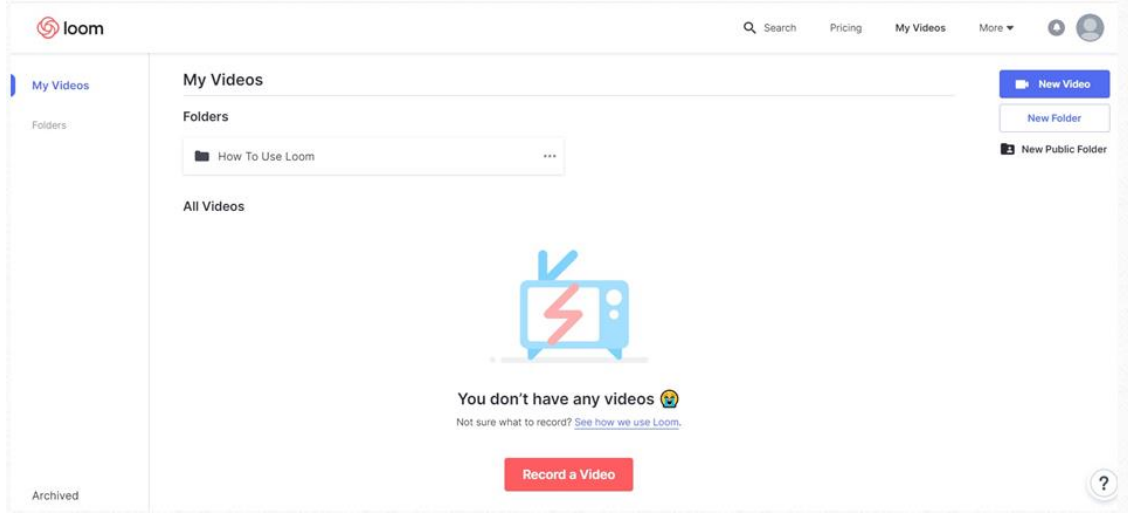 loom
Search Pricing My Videos More
My Videos
Folders
Archived
My Videos
Folders
How To Use Loom
All Videos
You don't have any videos 😭
Not sure what to record? See how we use Loom.
Record a Video
New Video
New Folder
New Public Folder
?